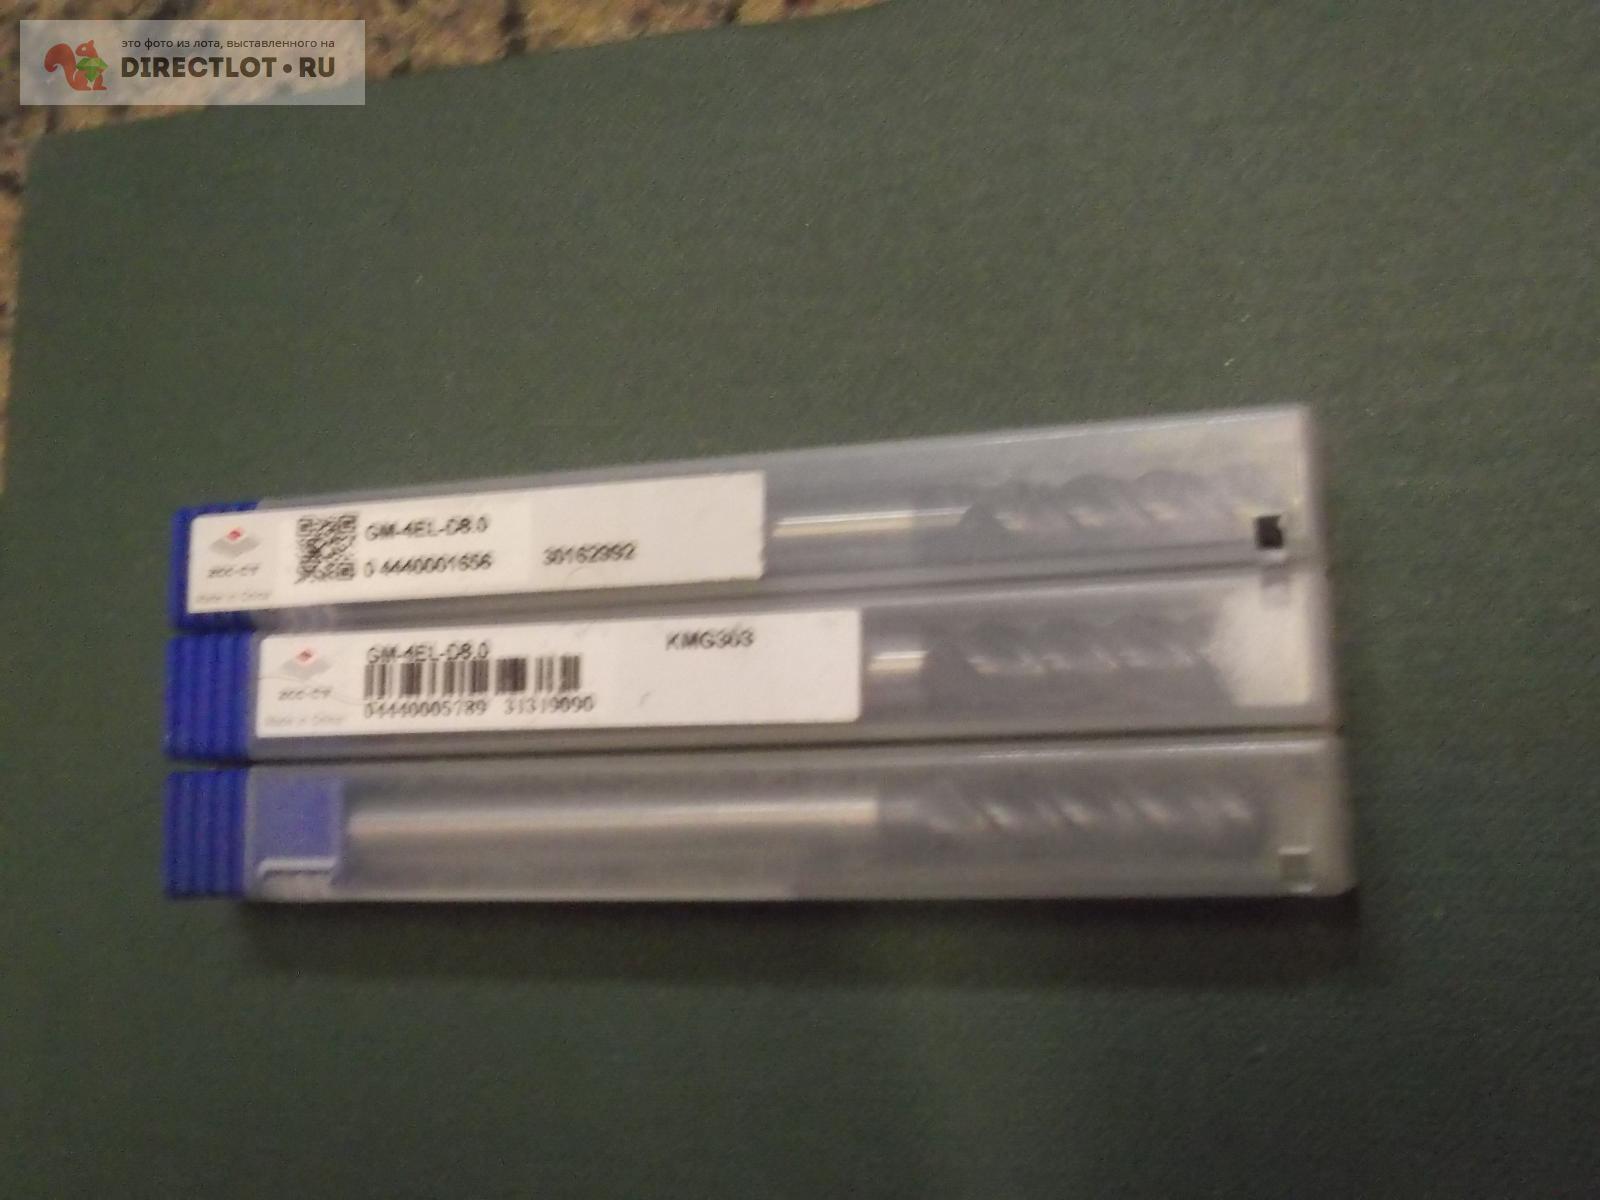 это фото из лота, выставленного на
DIRECTLOT•RU
GM-4EL-D8.0
0 4440001656
30162992
ZCC-CT
Made in China
GM-4EL-D8.0
KMG303
04440005789 31319090
ZCC-CT
Made in China